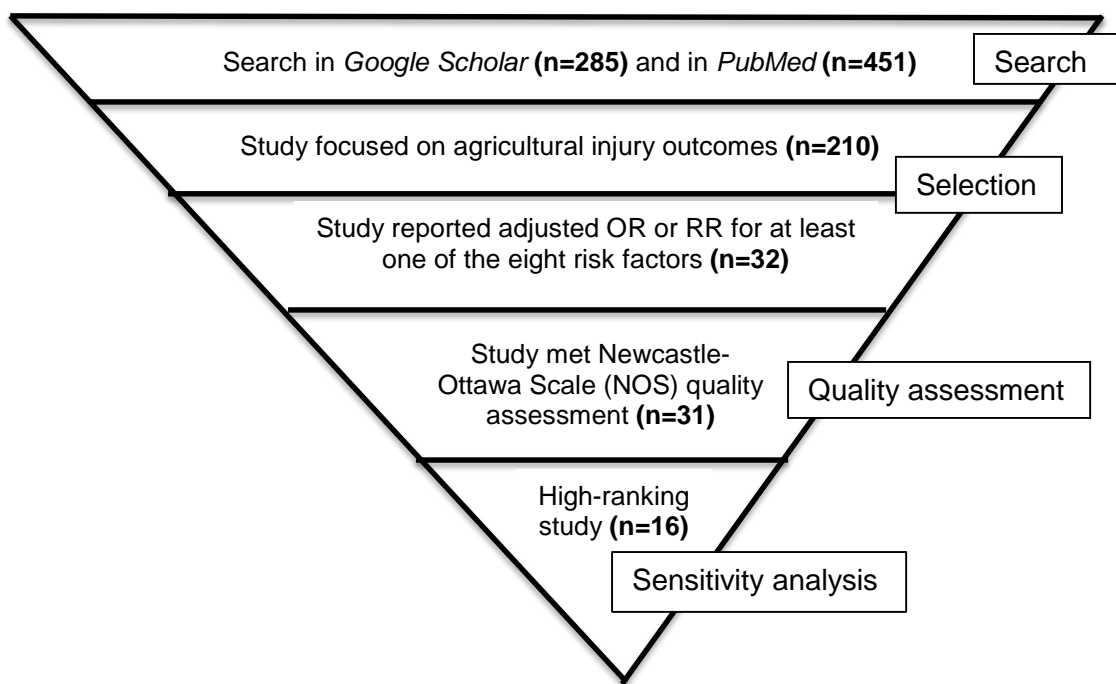 Search in Google Scholar (n=285) and in PubMed (n=451)
Search
Study focused on agricultural injury outcomes (n=210)
Selection
Study reported adjusted OR or RR for at least
one of the eight risk factors (n=32)
Study met Newcastle-
Ottawa Scale (NOS) quality
assessment (n=31)
Quality assessment
High-ranking
study (n=16)
Sensitivity analysis